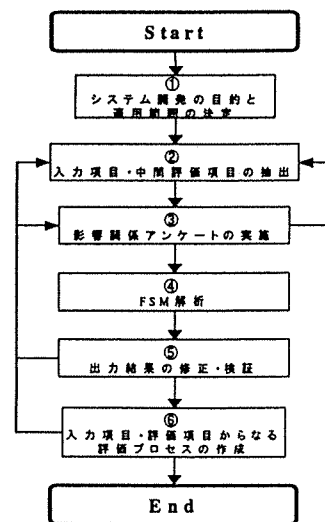 Start
①
システム開発の目的と
適用範囲の決定
②
入力項目・中間評価項目の抽出
③
影響関係アンケートの実施
④
FSM解析
⑤
出力結果の修正・検証
⑥
入力項目・評価項目からなる
評価プロセスの作成
End